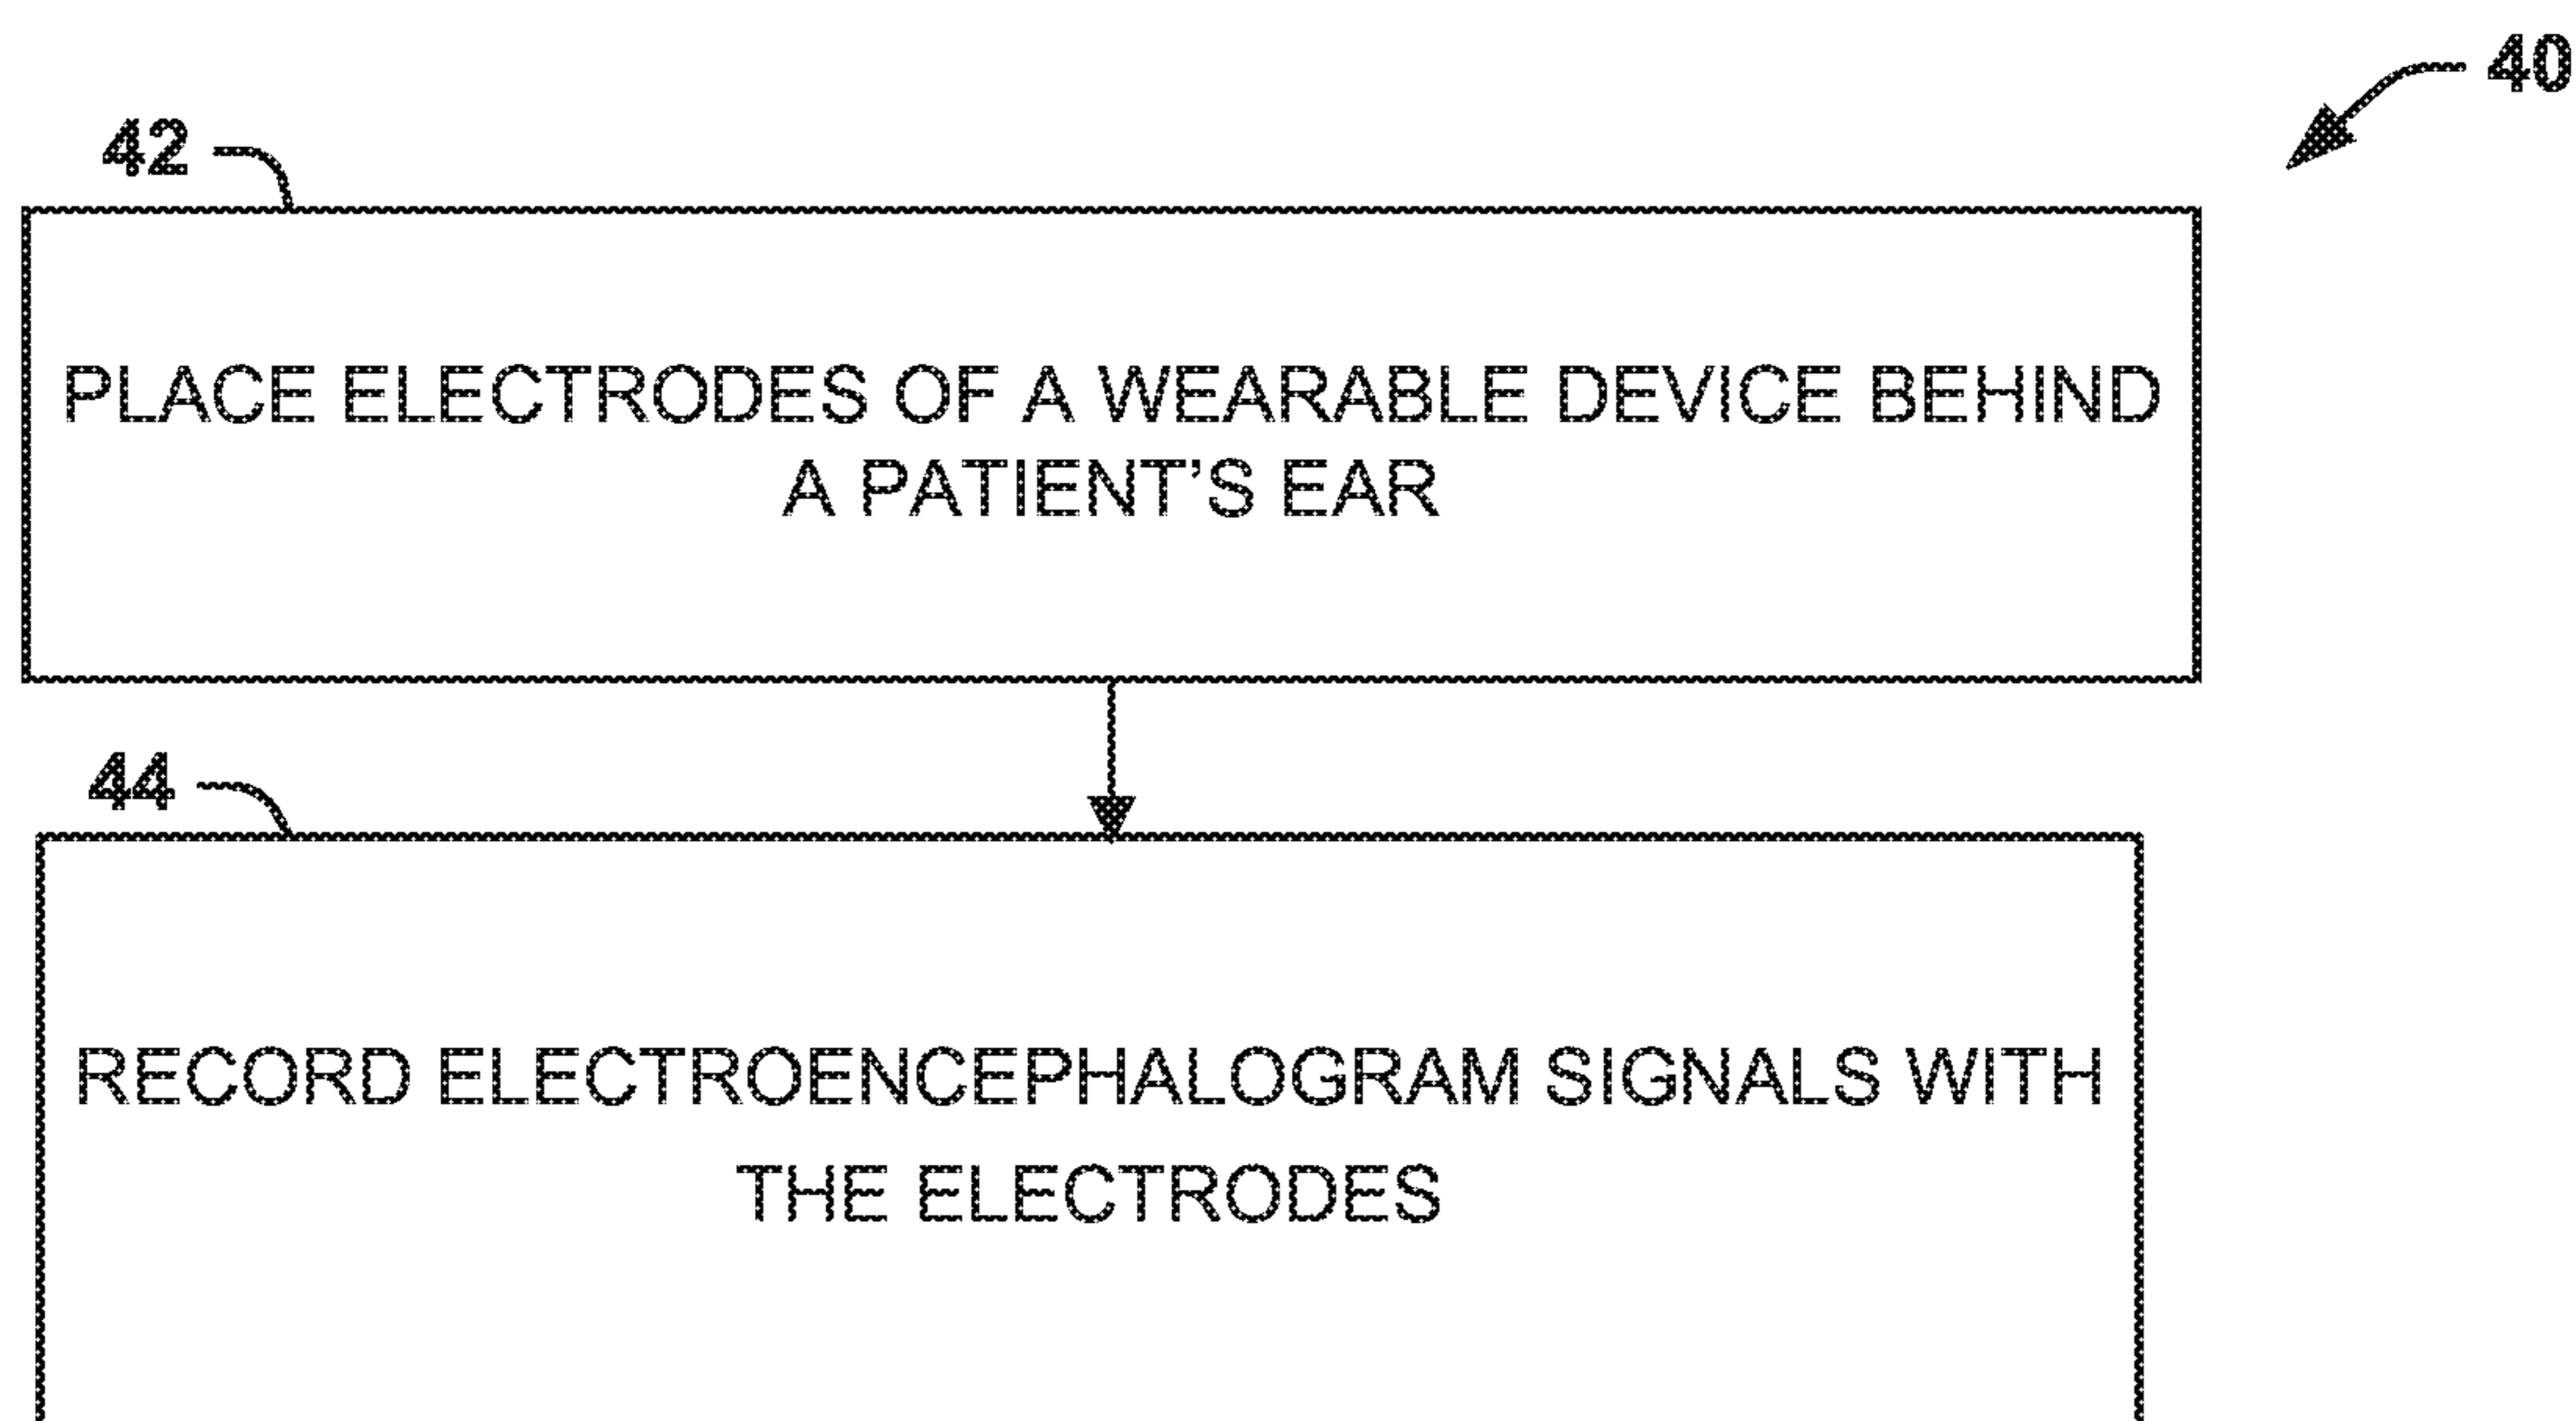 40
42
PLACE ELECTRODES OF A WEARABLE DEVICE BEHIND
A PATIENT’S EAR
44
RECORD ELECTROENCEPHALOGRAM SIGNALS WITH
THE ELECTRODES